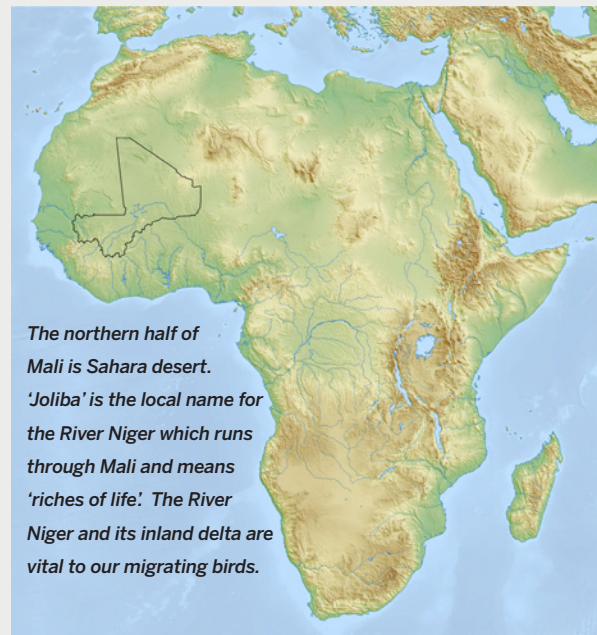 The northern half of
Mali is Sahara desert.
‘Joliba’ is the local name for
the River Niger which runs
through Mali and means
‘riches of life’. The River
Niger and its inland delta are
vital to our migrating birds.